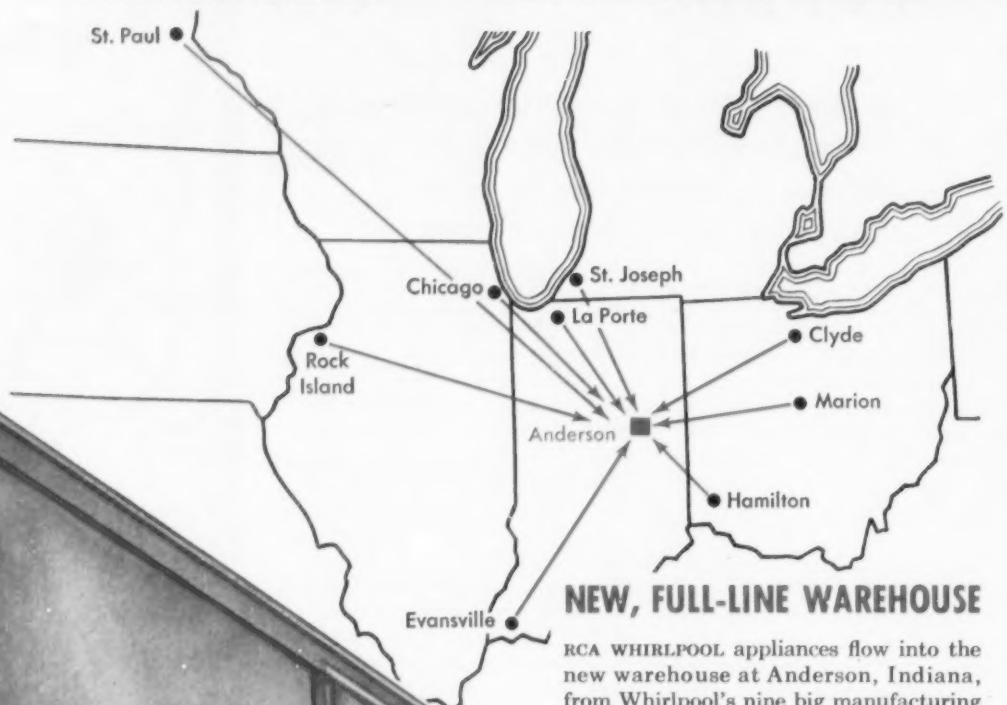 St. Paul
Chicago
St. Joseph
La Porte
Rock
Island
Clyde
Marion
Anderson
Hamilton
Evansville
NEW, FULL-LINE WAREHOUSE
RCA WHIRLPOOL appliances flow into the
new warehouse at Anderson, Indiana,
from Whirlpool's nine big manufacturing